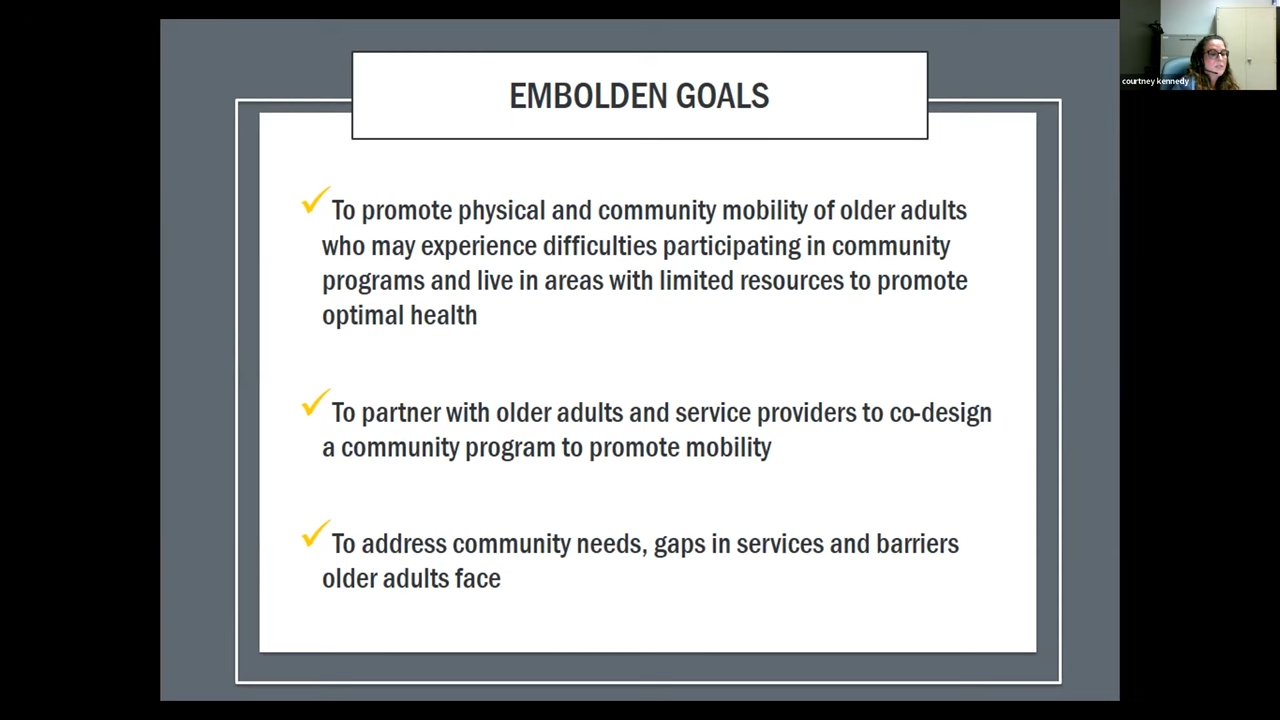 EMBOLDEN GOALS
courtney kennedy
To promote physical and community mobility of older adults
who may experience difficulties participating in community
programs and live in areas with limited resources to promote
optimal health
To partner with older adults and service providers to co-design
a community program to promote mobility
To address community needs, gaps in services and barriers
older adults face